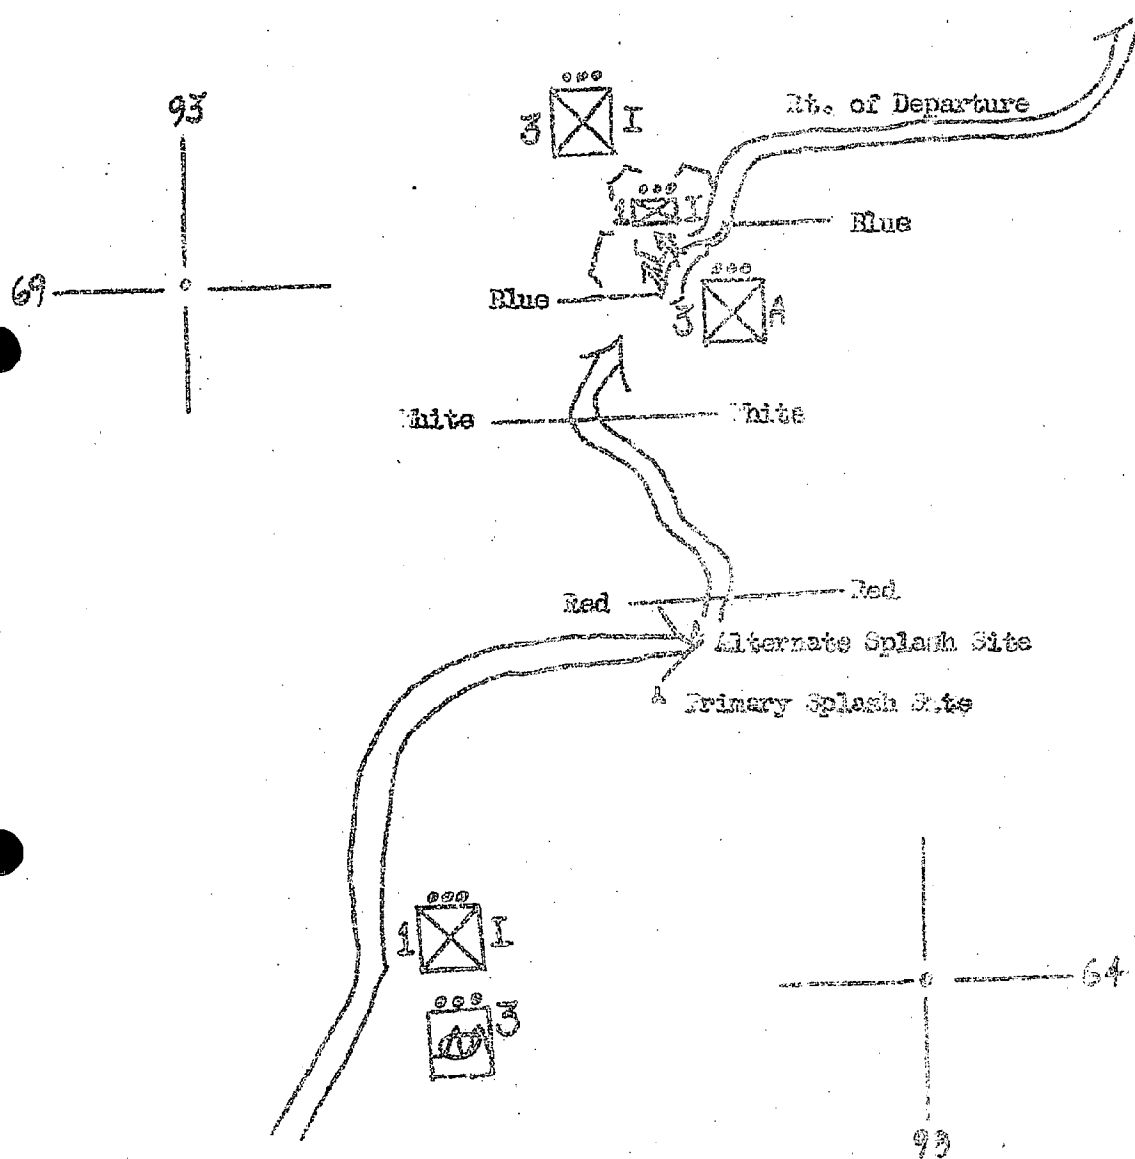 93
3 I
Rt. of Departure
1 I
Blue
69
Blue
3 A
White White
Red Red
Alternate Splash Site
Primary Splash Site
1 I
3
64
93